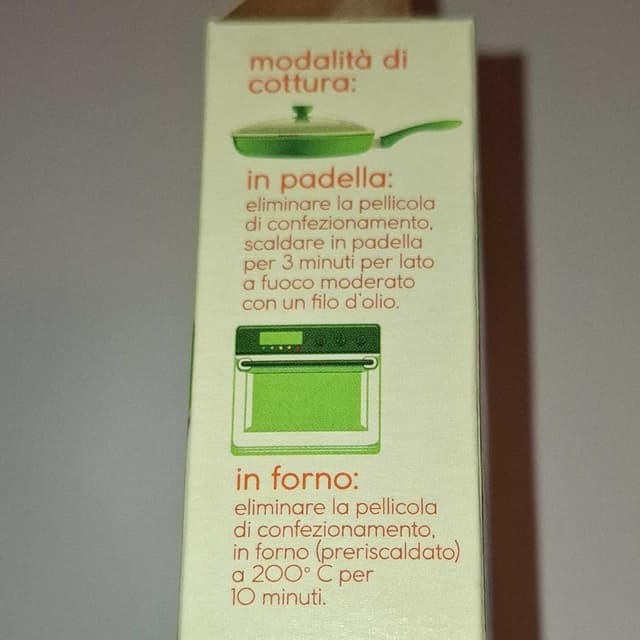 modalità di
cottura:
in padella:
eliminare la pellicola
di confezionamento,
scaldare in padella
per 3 minuti per lato
a fuoco moderato
con un filo d'olio.
in forno:
eliminare la pellicola
di confezionamento,
in forno (preriscaldato)
a 200° C per
10 minuti.